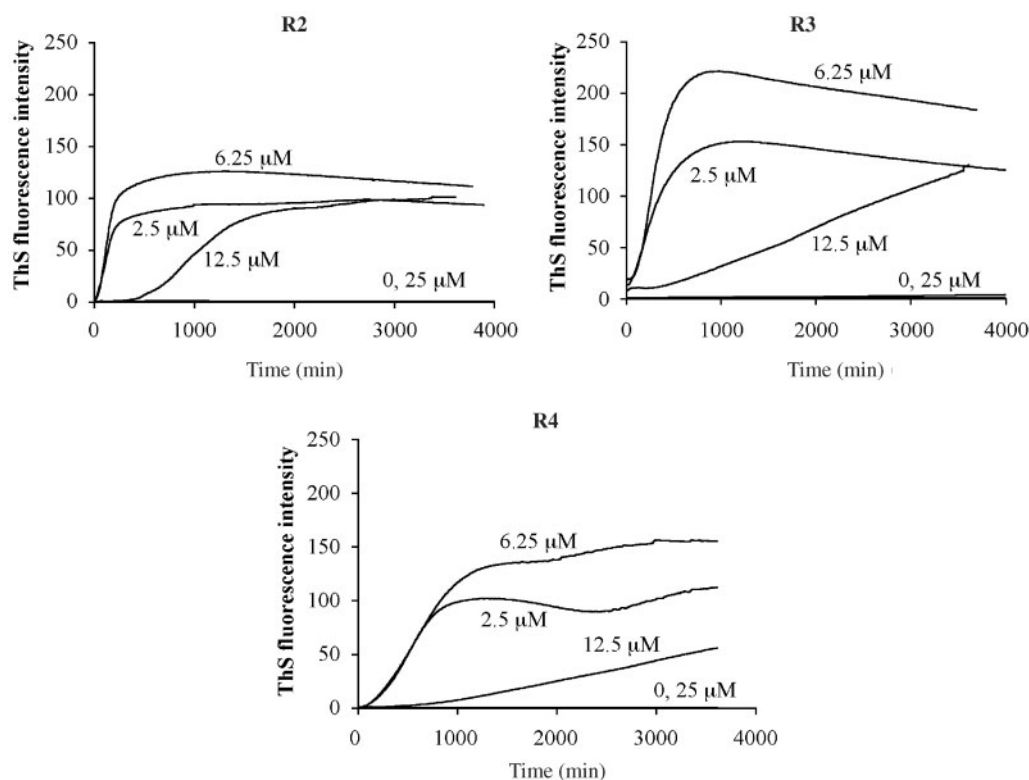 R2
ThS fluorescence intensity
250
200
150
100
50
0
6.25 µM
2.5 µM
12.5 µM
0, 25 µM
0 1000 2000 3000 4000
Time (min)
R3
ThS fluorescence intensity
250
200
150
100
50
0
6.25 µM
2.5 µM
12.5 µM
0, 25 µM
0 1000 2000 3000 4000
Time (min) (
R4
ThS fluorescence intensity
250
200
150
100
50
0
6.25 µM
2.5 µM
12.5 µM
0, 25 µM
0 1000 2000 3000 4000
Time (min)